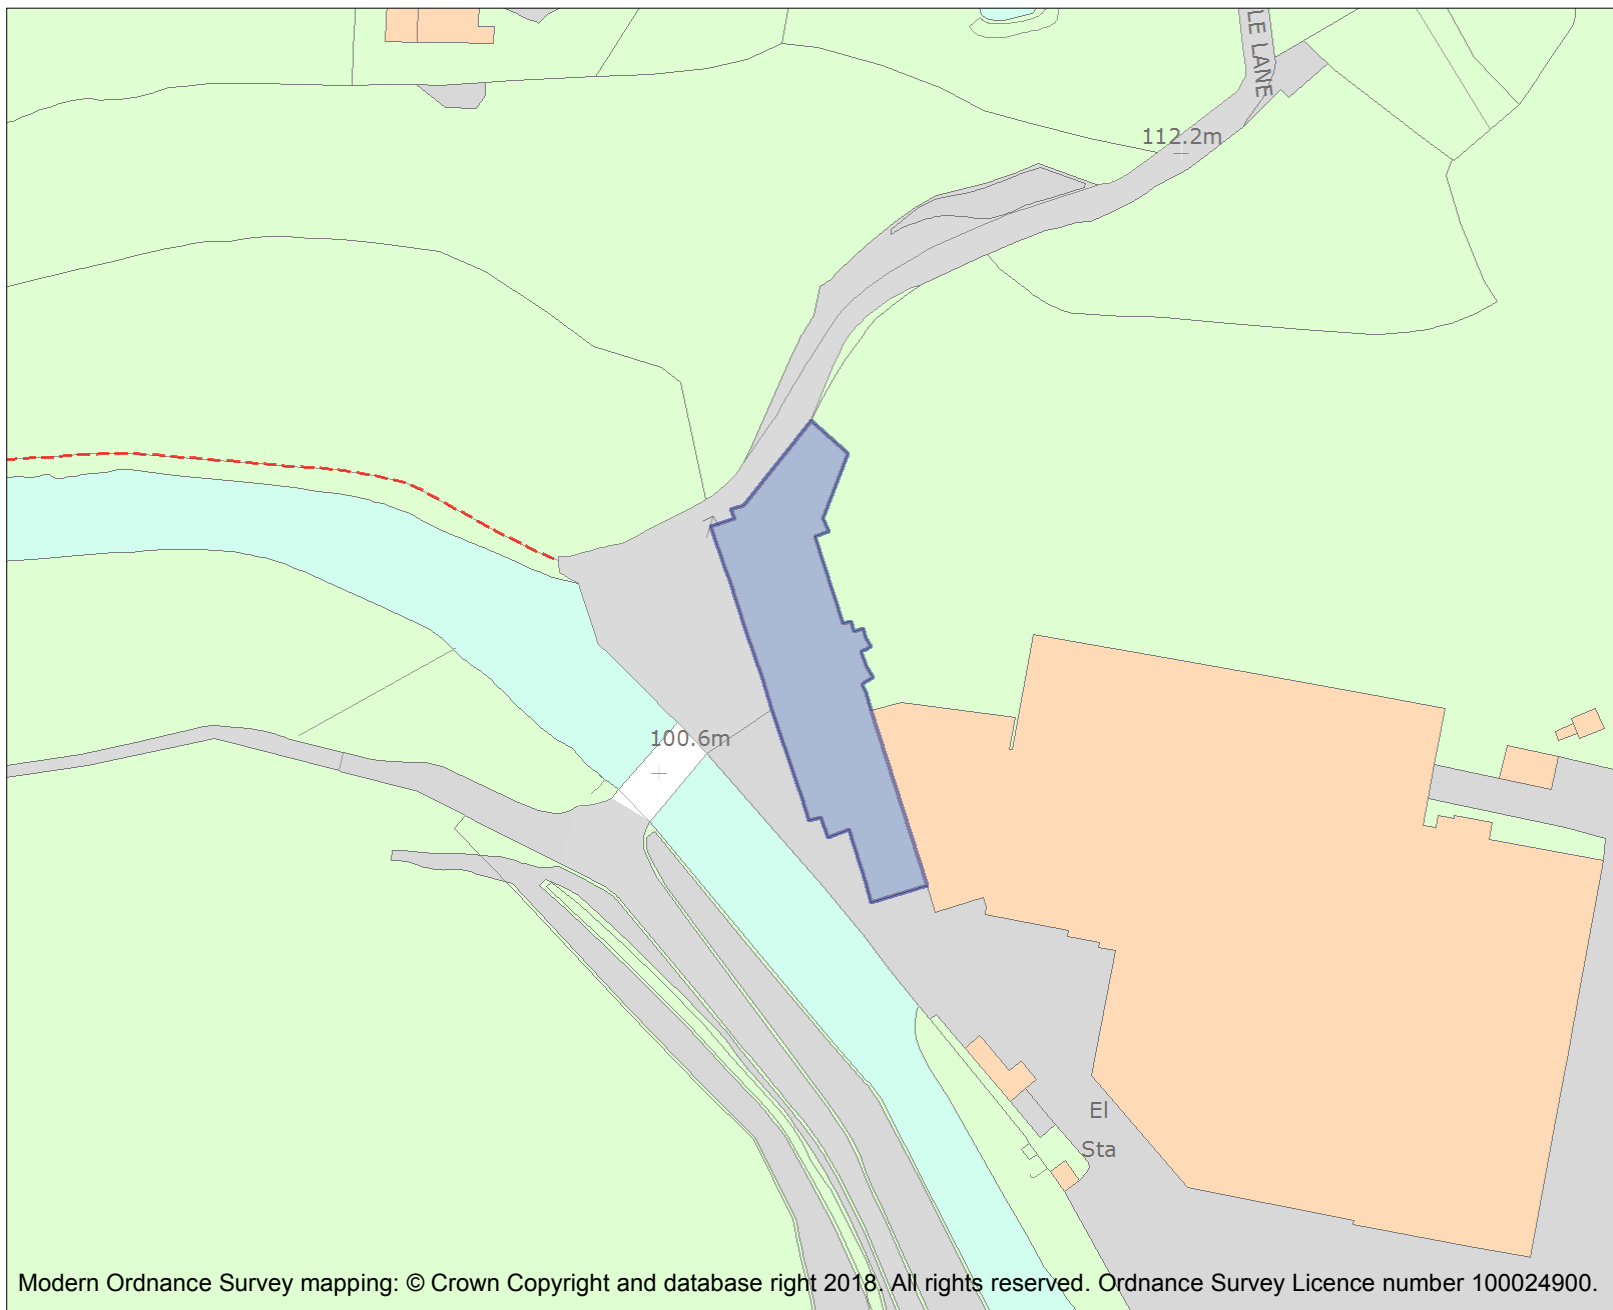 LE LANE
112.2m
100.6m
El
Sta
Modern Ordnance Survey mapping: © Crown Copyright and database right 2018. All rights reserved. Ordnance Survey Licence number 100024900.